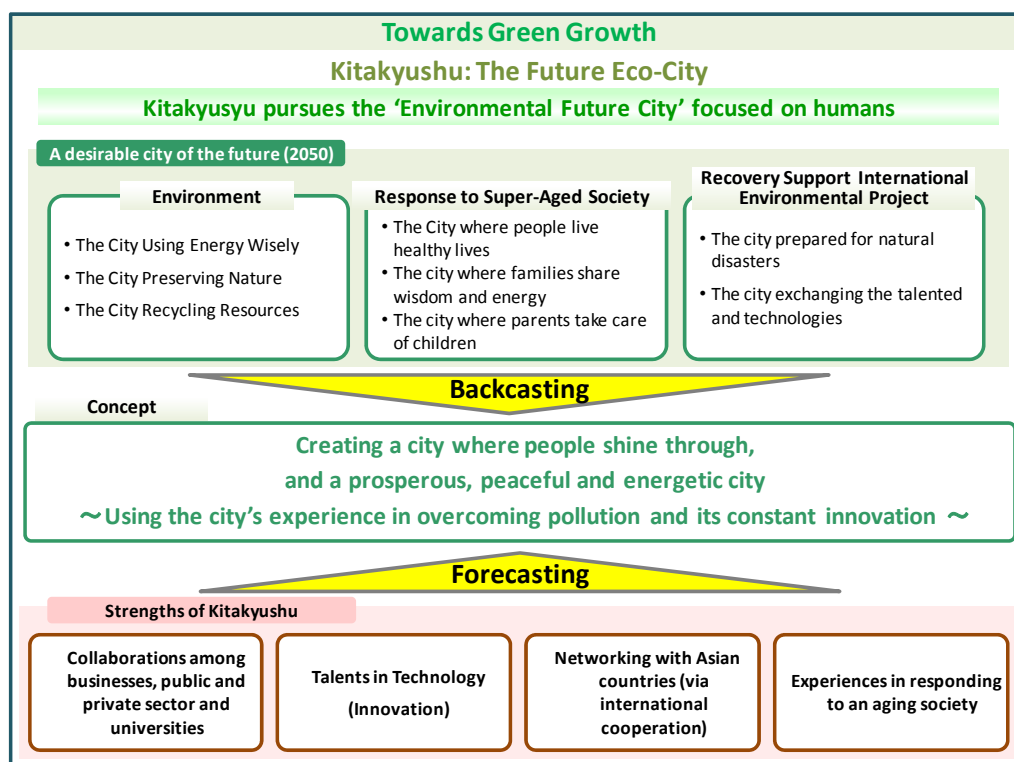 Towards Green Growth
Kitakyushu: The Future Eco-City
Kitakyusyu pursues the ‘Environmental Future City’ focused on humans
A desirable city of the future (2050)
Environment
• The City Using Energy Wisely
• The City Preserving Nature
• The City Recycling Resources
Response to Super-Aged Society
• The City where people live
healthy lives
• The city where families share
wisdom and energy
• The city where parents take care
of children
Recovery Support International
Environmental Project
• The city prepared for natural
disasters
• The city exchanging the talented
and technologies
Backcasting
Concept
Creating a city where people shine through,
and a prosperous, peaceful and energetic city
～Using the city’s experience in overcoming pollution and its constant innovation ～
Forecasting
Strengths of Kitakyushu
Collaborations among
businesses, public and
private sector and
universities
Talents in Technology
(Innovation)
Networking with Asian
countries (via
international
cooperation)
Experiences in responding
to an aging society